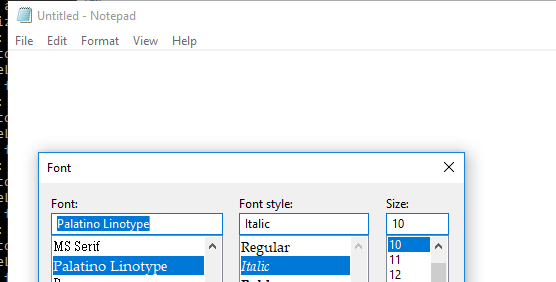 Untitled - Notepad
File Edit Format View Help
Font
Font: Font style: Size:
Palatino Linotype Italic 10
MS Serif Regular 10
Palatino Linotype Italic 11
12